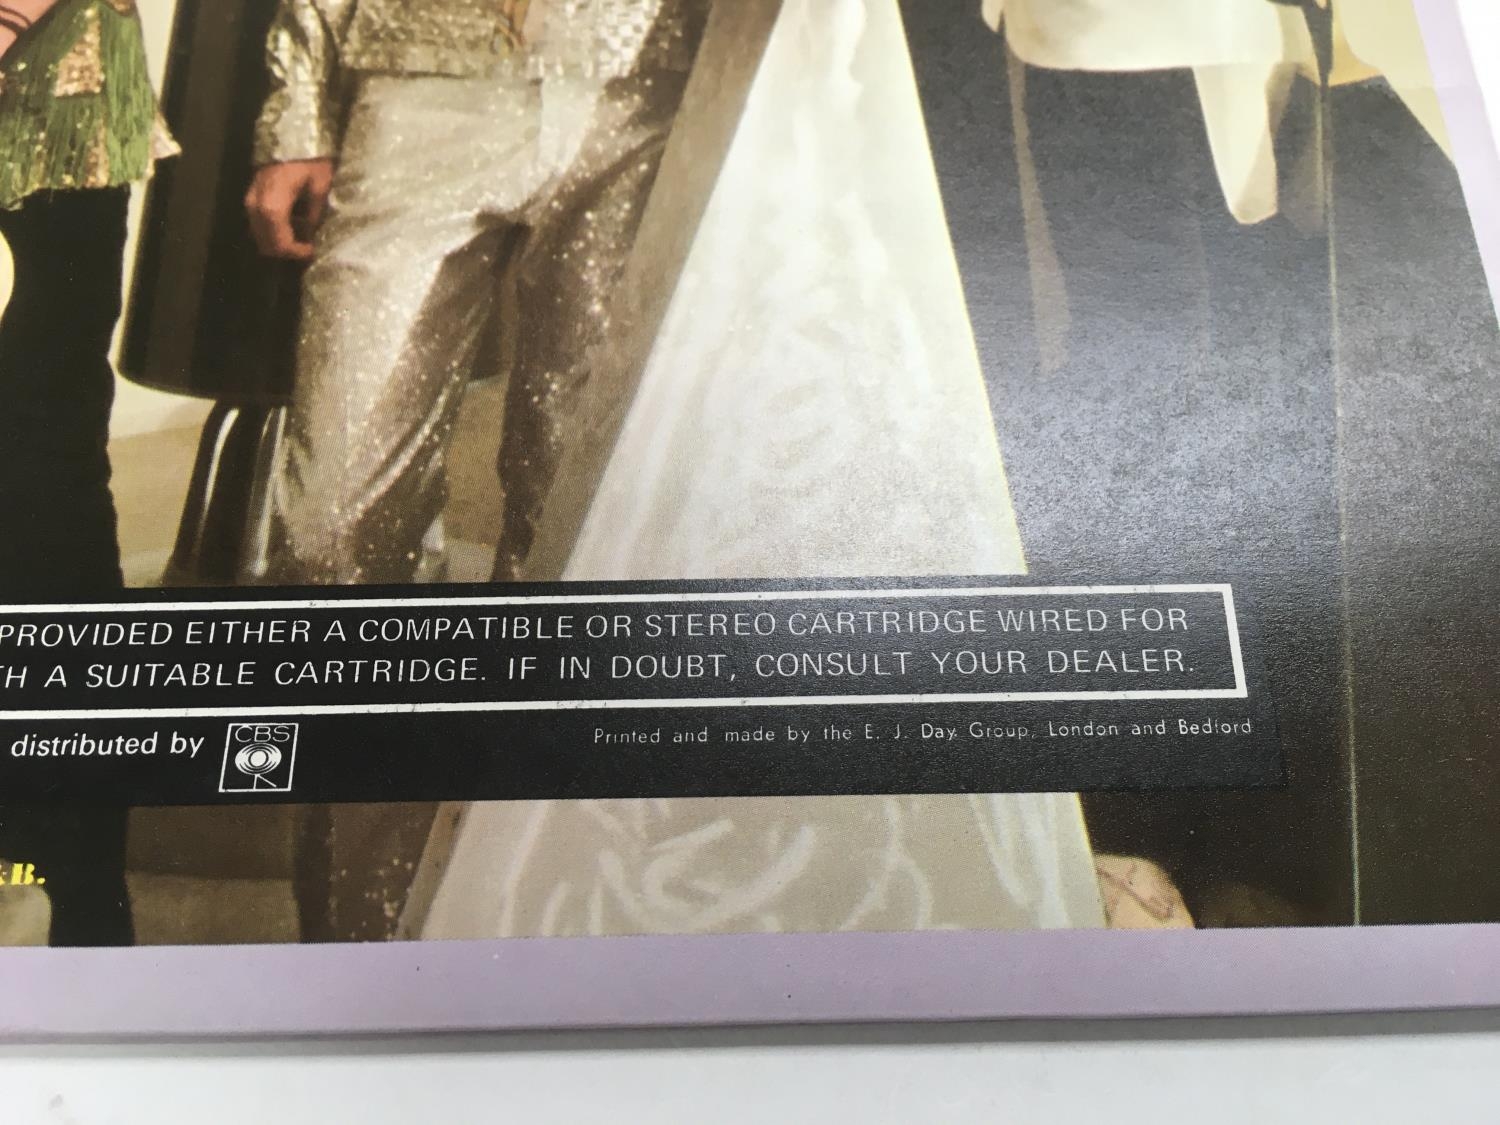 PROVIDED EITHER A COMPATIBLE OR STEREO CARTRIDGE WIRED FOR
A SUITABLE CARTRIDGE. IF IN DOUBT, CONSULT YOUR DEALER.
distributed by CBS
Printed and made by the E. J. Day Group, London and Bedford
B.